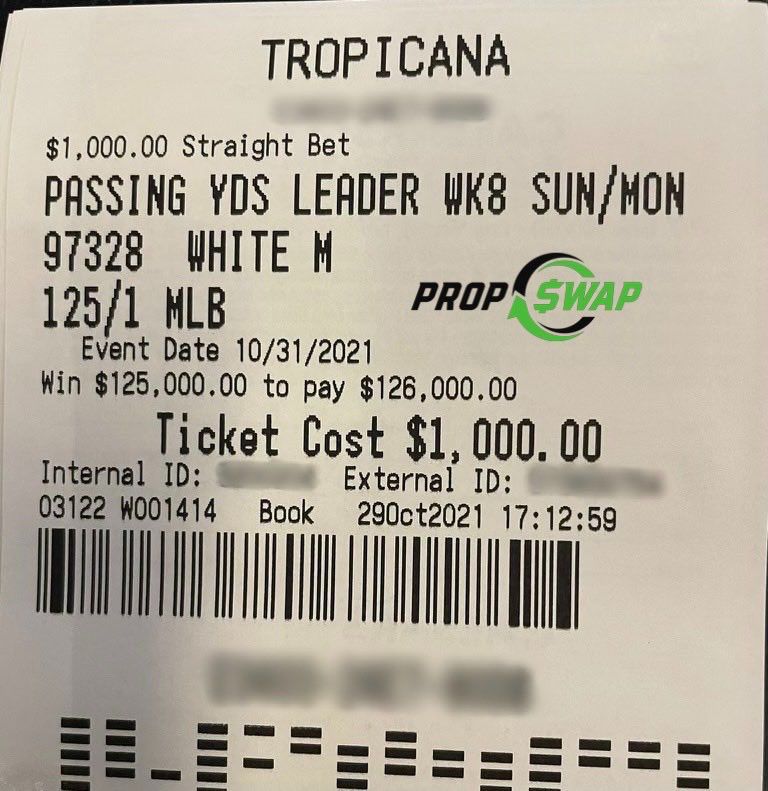 TROPICANA
$1,000.00 Straight Bet
PASSING YDS LEADER WK8 SUN/MON
97328 WHITE M
125/1 MLB
PROP $WAP
Event Date 10/31/2021
Win $125,000.00 to pay $126,000.00
Ticket Cost $1,000.00
Internal ID: External ID:
03122 W001414 Book 29Oct2021 17:12:59